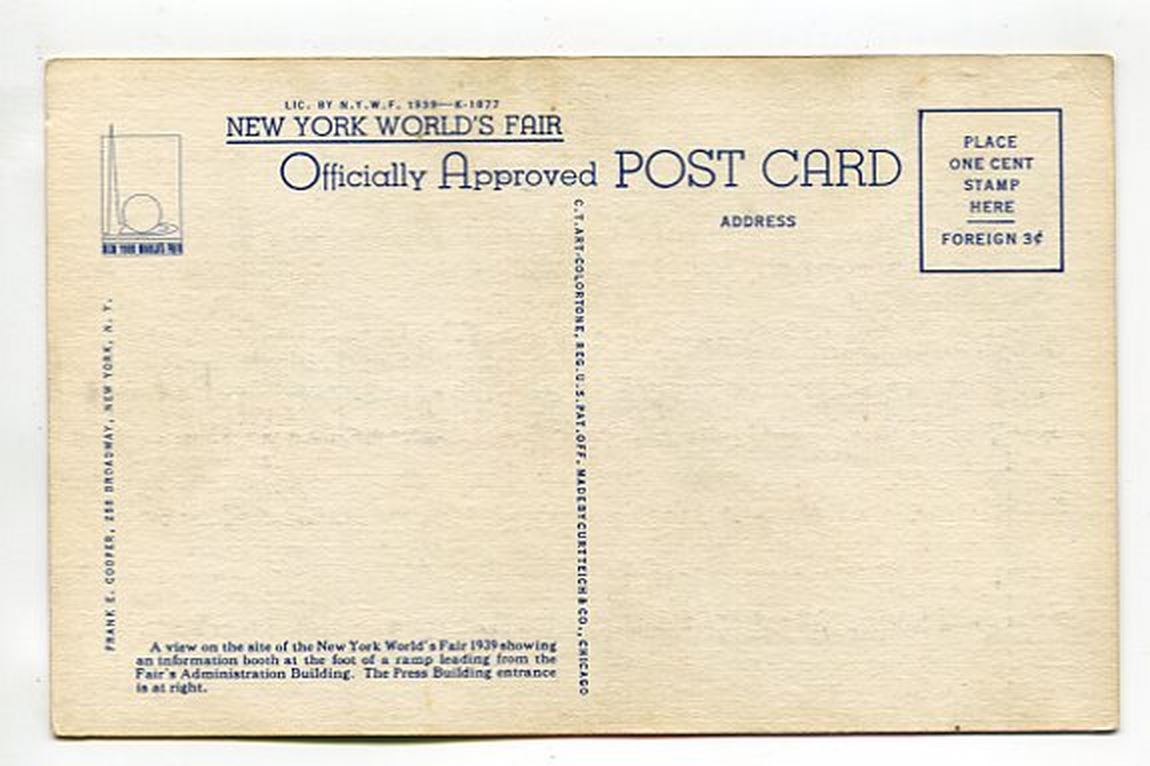 LIC. BY N.Y.W.F. 1939—K-1877
NEW YORK WORLD'S FAIR
Officially Approved POST CARD
PLACE
ONE CENT
STAMP
HERE
FOREIGN 3¢
ADDRESS
NEW YORK WORLD'S FAIR
FRANK E. COOPER, 255 BROADWAY, NEW YORK, N. Y.
C.T. ART-COLORTONE, REG. U.S. PAT. OFF. MADE BY CURT TEICH & CO., CHICAGO
A view on the site of the New York World's Fair 1939 showing
an information booth at the foot of a ramp leading from the
Fair's Administration Building. The Press Building entrance
is at right.